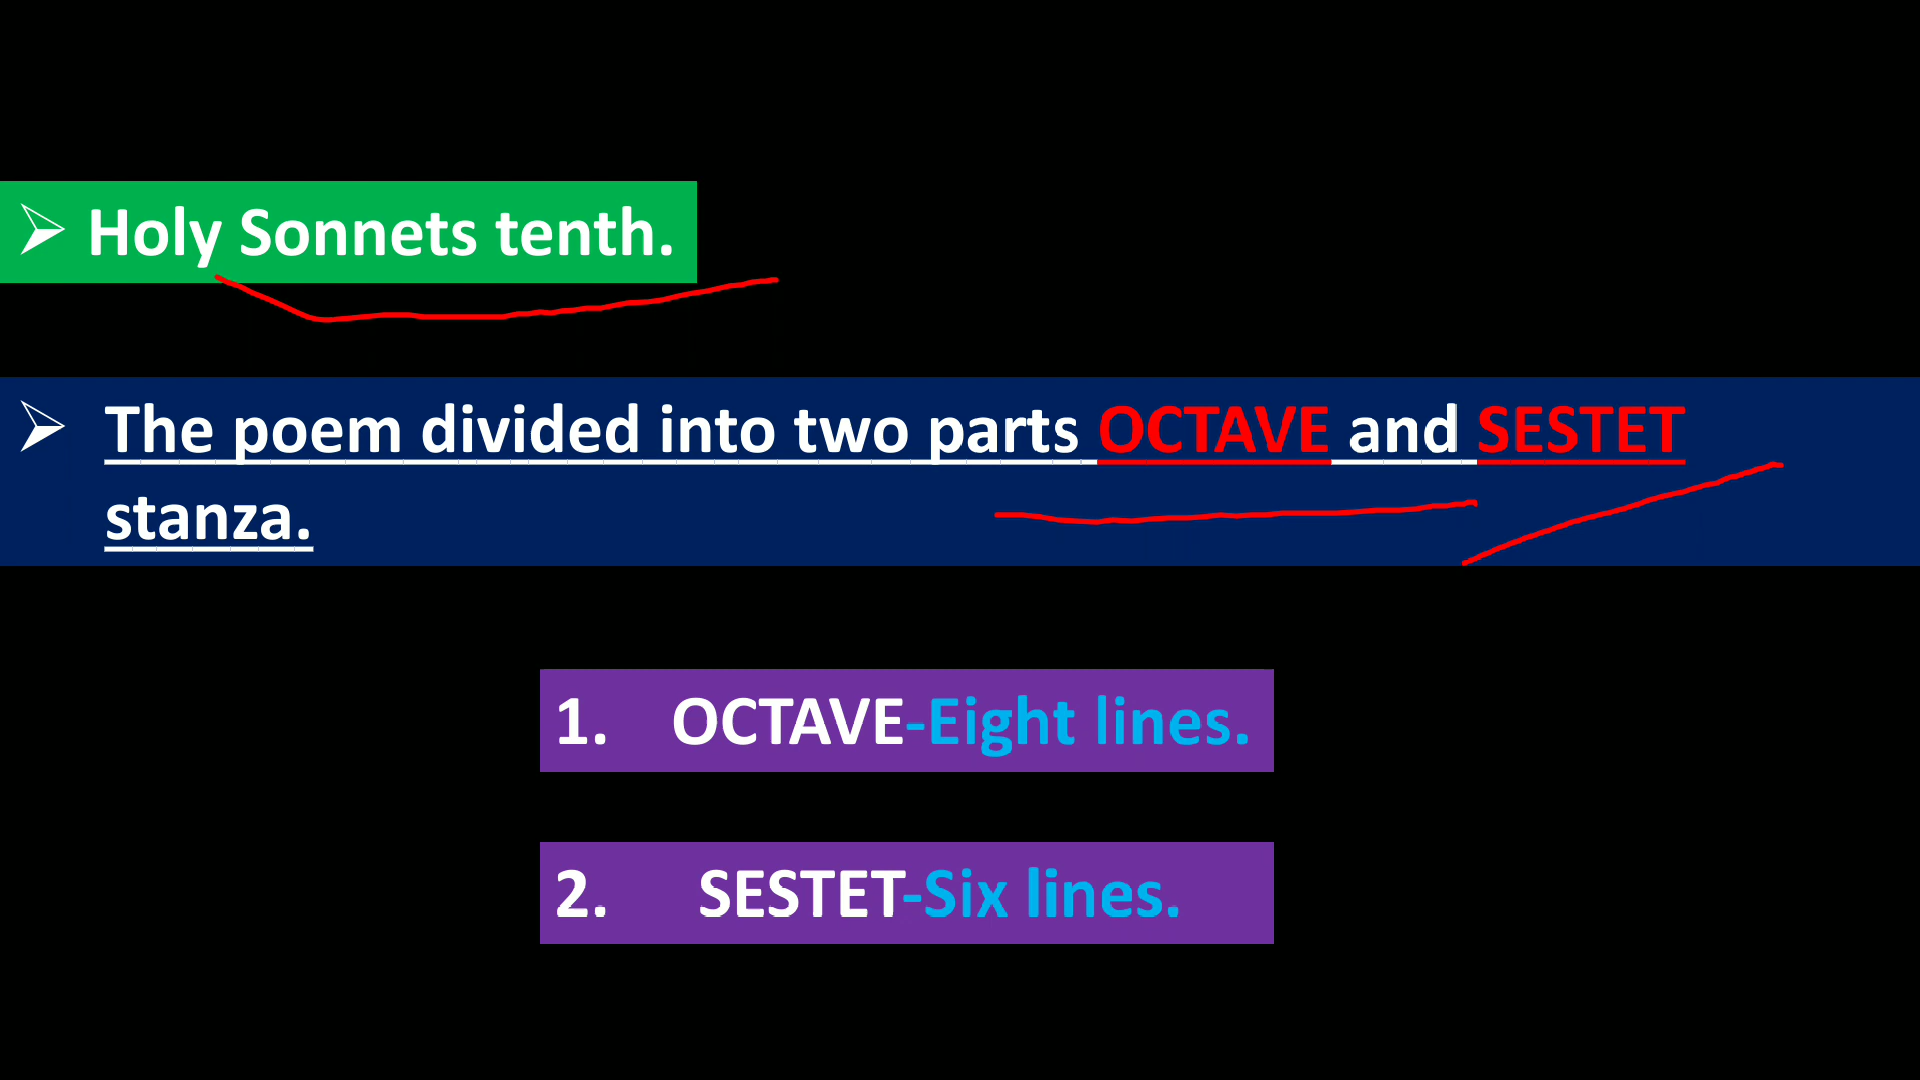 Holy Sonnets tenth.
The poem divided into two parts OCTAVE and SESTET
stanza.
1. OCTAVE-Eight lines.
2. SESTET-Six lines.